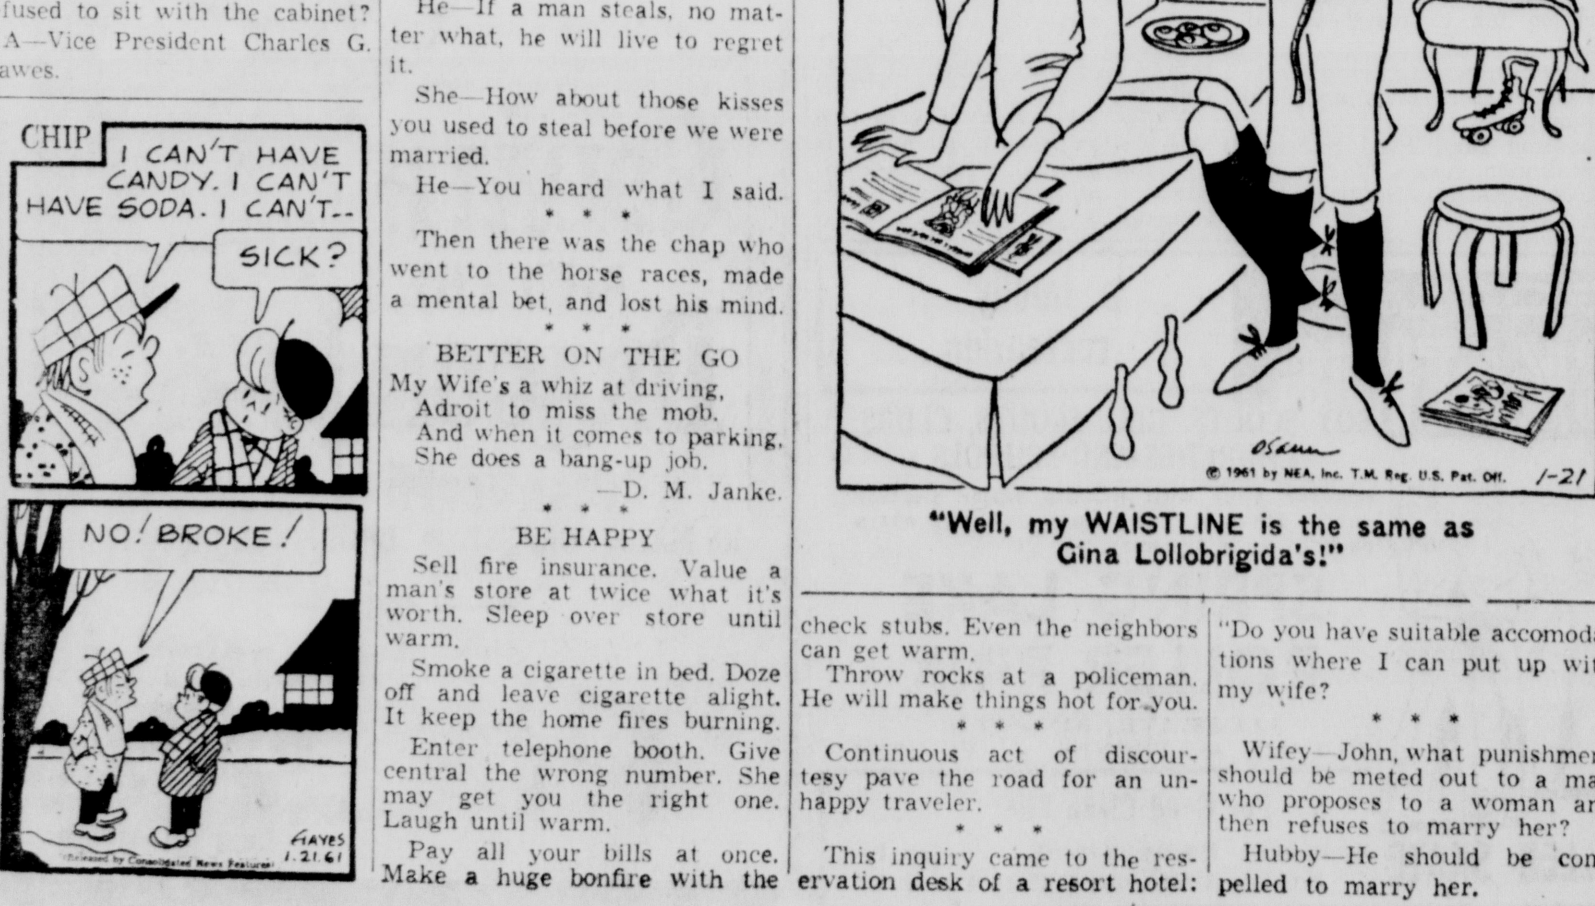 fused to sit with the cabinet?
A—Vice President Charles G.
awes.
CHIP
I CAN'T HAVE
CANDY. I CAN'T
HAVE SODA. I CAN'T--
SICK?
NO! BROKE!
HAYES
Released by Consolidated News Features
1.21.61
He—If a man steals, no mat-
ter what, he will live to regret
it.
She—How about those kisses
you used to steal before we were
married.
He—You heard what I said.
* * *
Then there was the chap who
went to the horse races, made
a mental bet, and lost his mind.
* * *
BETTER ON THE GO
My Wife's a whiz at driving,
Adroit to miss the mob.
And when it comes to parking,
She does a bang-up job.
—D. M. Janke.
* * *
BE HAPPY
Sell fire insurance. Value a
man's store at twice what it's
worth. Sleep over store until
warm.
Smoke a cigarette in bed. Doze
off and leave cigarette alight.
It keep the home fires burning.
Enter telephone booth. Give
central the wrong number. She
may get you the right one.
Laugh until warm.
Pay all your bills at once.
Make a huge bonfire with the
Osann
© 1961 by NEA, Inc. T.M. Reg. U.S. Pat. Off.
1-21
"Well, my WAISTLINE is the same as
Gina Lollobrigida's!"
check stubs. Even the neighbors
can get warm.
Throw rocks at a policeman.
He will make things hot for you.
* * *
Continuous act of discour-
tesy pave the road for an un-
happy traveler.
* * *
This inquiry came to the res-
ervation desk of a resort hotel:
"Do you have suitable accomoda
tions where I can put up wit
my wife?
* * *
Wifey—John, what punishme
should be meted out to a ma
who proposes to a woman an
then refuses to marry her?
Hubby—He should be com
pelled to marry her.